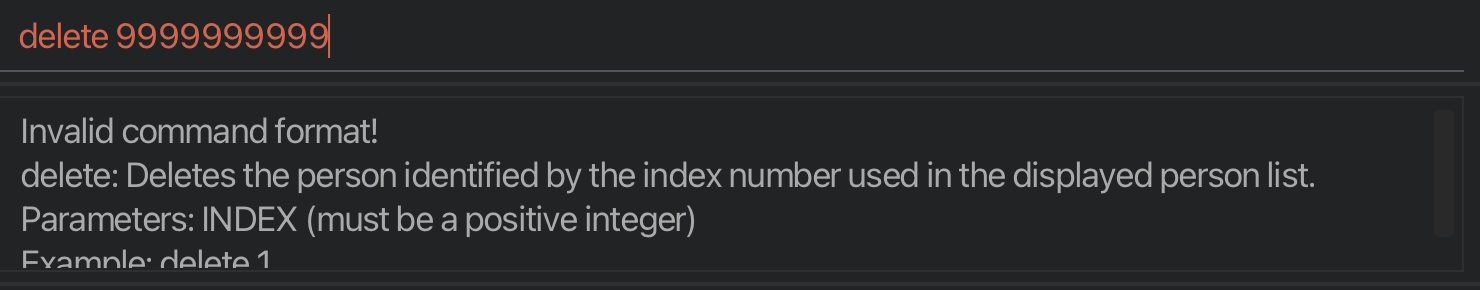 delete 9999999999
Invalid command format!
delete: Deletes the person identified by the index number used in the displayed person list.
Parameters: INDEX (must be a positive integer)
Example: delete 1